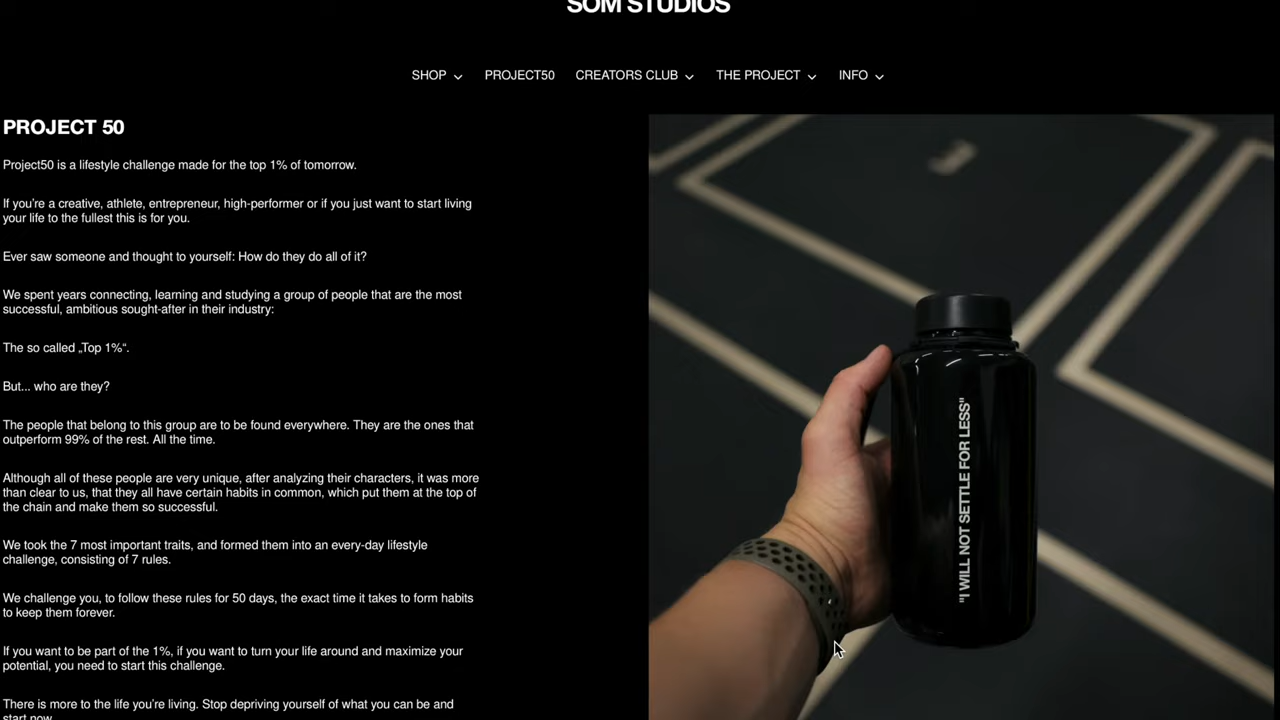 SOM STUDIOS
SHOP
PROJECT50
CREATORS CLUB
THE PROJECT
INFO
PROJECT 50
Project50 is a lifestyle challenge made for the top 1% of tomorrow.
If you're a creative, athlete, entrepreneur, high-performer or if you just want to start living
your life to the fullest this is for you.
Ever saw someone and thought to yourself: How do they do all of it?
We spent years connecting, learning and studying a group of people that are the most
successful, ambitious sought-after in their industry:
The so called „Top 1%“.
But... who are they?
The people that belong to this group are to be found everywhere. They are the ones that
outperform 99% of the rest. All the time.
Although all of these people are very unique, after analyzing their characters, it was more
than clear to us, that they all have certain habits in common, which put them at the top of
the chain and make them so successful.
We took the 7 most important traits, and formed them into an every-day lifestyle
challenge, consisting of 7 rules.
We challenge you, to follow these rules for 50 days, the exact time it takes to form habits
to keep them forever.
If you want to be part of the 1%, if you want to turn your life around and maximize your
potential, you need to start this challenge.
There is more to the life you're living. Stop depriving yourself of what you can be and
start now
"I WILL NOT SETTLE FOR LESS"